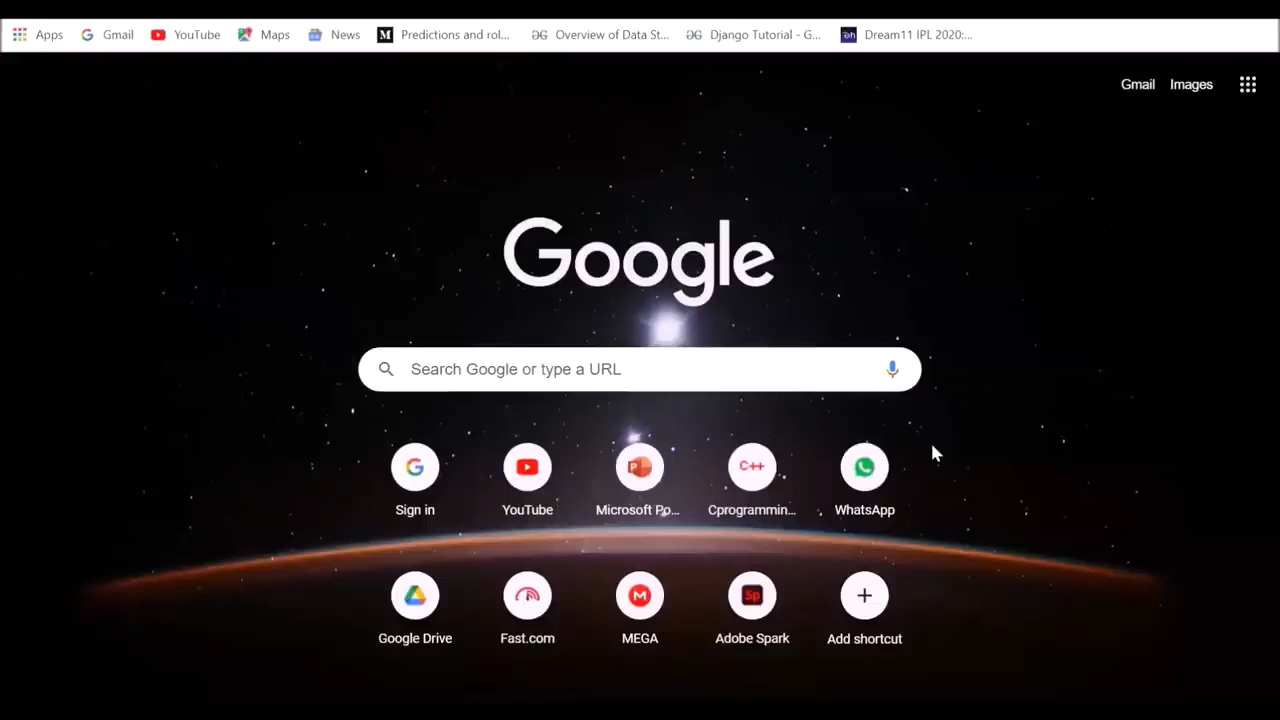 Apps Gmail YouTube Maps News M Predictions and rol... Overview of Data St... Django Tutorial - G... Dream11 IPL 2020:...
Gmail Images
Google
Search Google or type a URL
P C++
Sign in YouTube Microsoft Po... Cprogrammin... WhatsApp
M Sp
Google Drive Fast.com MEGA Adobe Spark Add shortcut